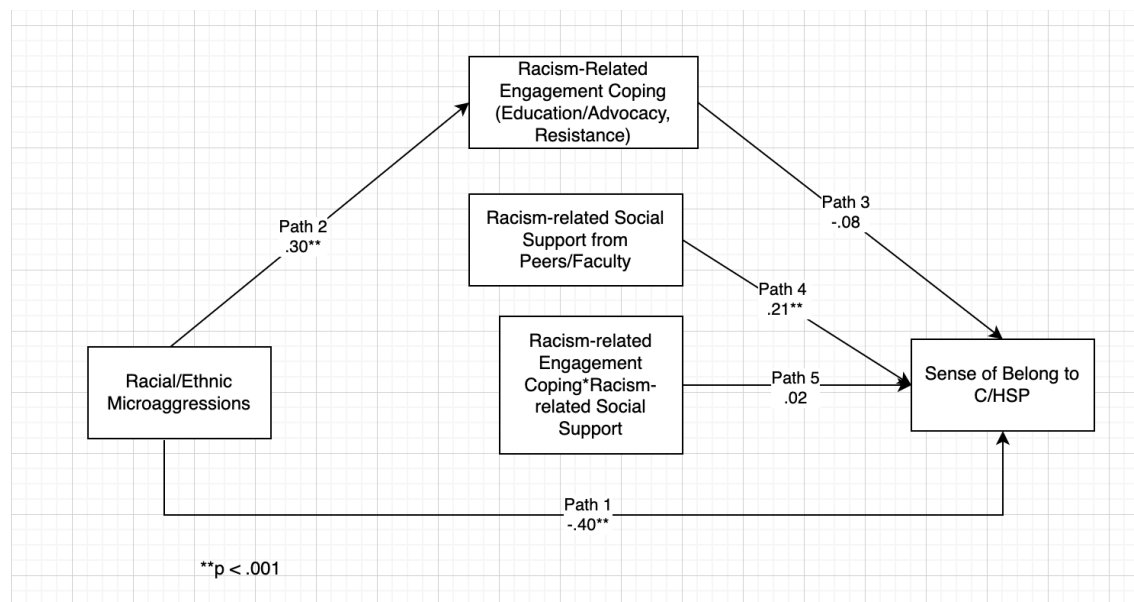 Racism-Related
Engagement Coping
(Education/Advocacy,
Resistance)
Path 3
-.08
Path 2
.30**
Racism-related Social
Support from
Peers/Faculty
Path 4
.21**
Racism-related
Engagement
Coping*Racism-
related Social
Support
Path 5
.02
Racial/Ethnic
Microaggressions
Sense of Belong to
C/HSP
Path 1
-.40**
**p < .001